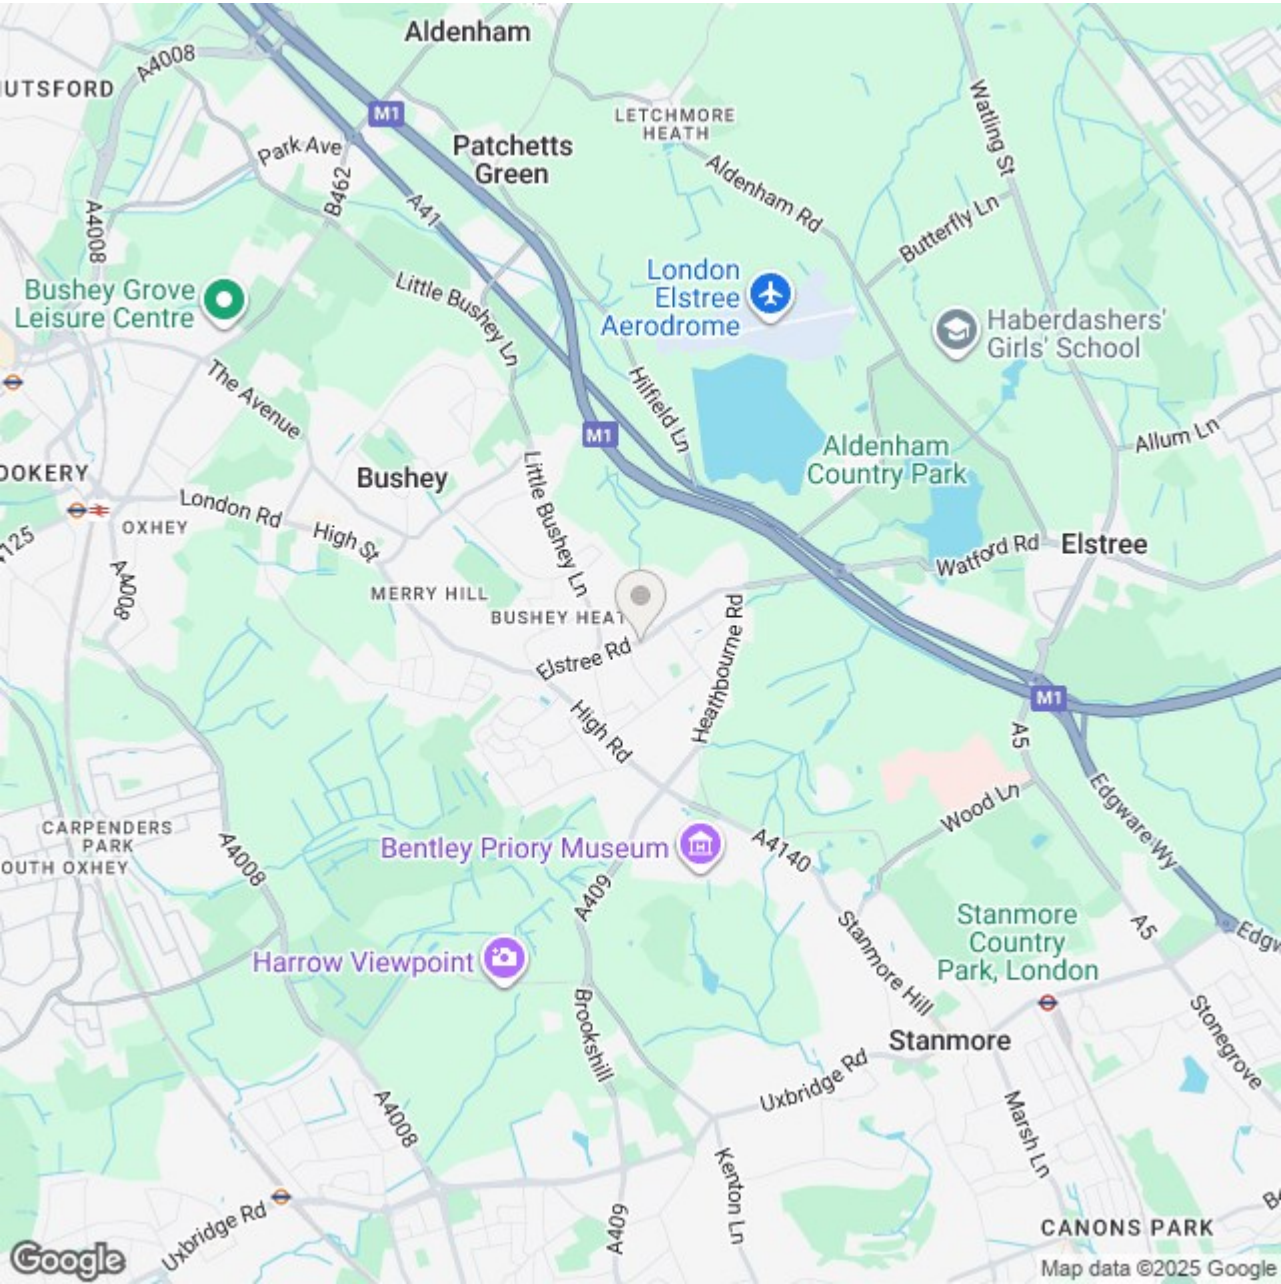 Aldenham
A4008
HUTSFORD
M1
LETCHMORE
HEATH
Watling St
Park Ave
Patchetts
Green
B462
Aldenham Rd
A41
A4008
Butterfly Ln
Bushey Grove
Leisure Centre
Little Bushey Ln
London
Elstree
Aerodrome
Haberdashers'
Girls' School
The Avenue
Hilfield Ln
M1
Allum Ln
Aldenham
Country Park
OOKERY
Bushey
Little Bushey Ln
London Rd
OXHEY
High St
Elstree
Watford Rd
4125
A4008
MERRY HILL
BUSHEY HEAT
Heathbourne Rd
Elstree Rd
M1
High Rd
A5
Edgware Wy
Wood Ln
CARPENDERS
PARK
OUTH OXHEY
A4008
Bentley Priory Museum
A4140
A409
Stanmore
Country
Park, London
A5
Edgw
Stanmore Hill
Harrow Viewpoint
Brookshill
Stonegrove
Stanmore
Uxbridge Rd
A4008
Marsh Ln
Kenton Ln
Uxbridge Rd
A409
CANONS PARK
Google
Map data ©2025 Google